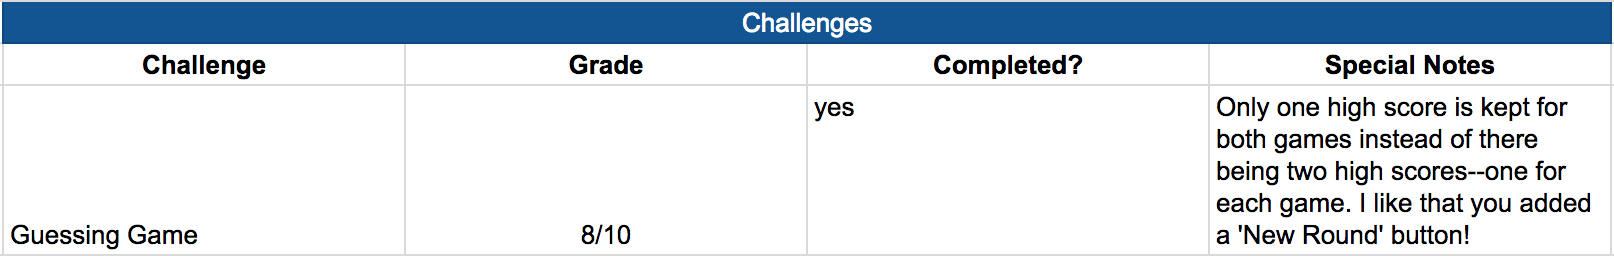 Challenges
Challenge Grade Completed? Special Notes
yes
Only one high score is kept for
both games instead of there
being two high scores--one for
each game. I like that you added
a 'New Round' button!
Guessing Game 8/10